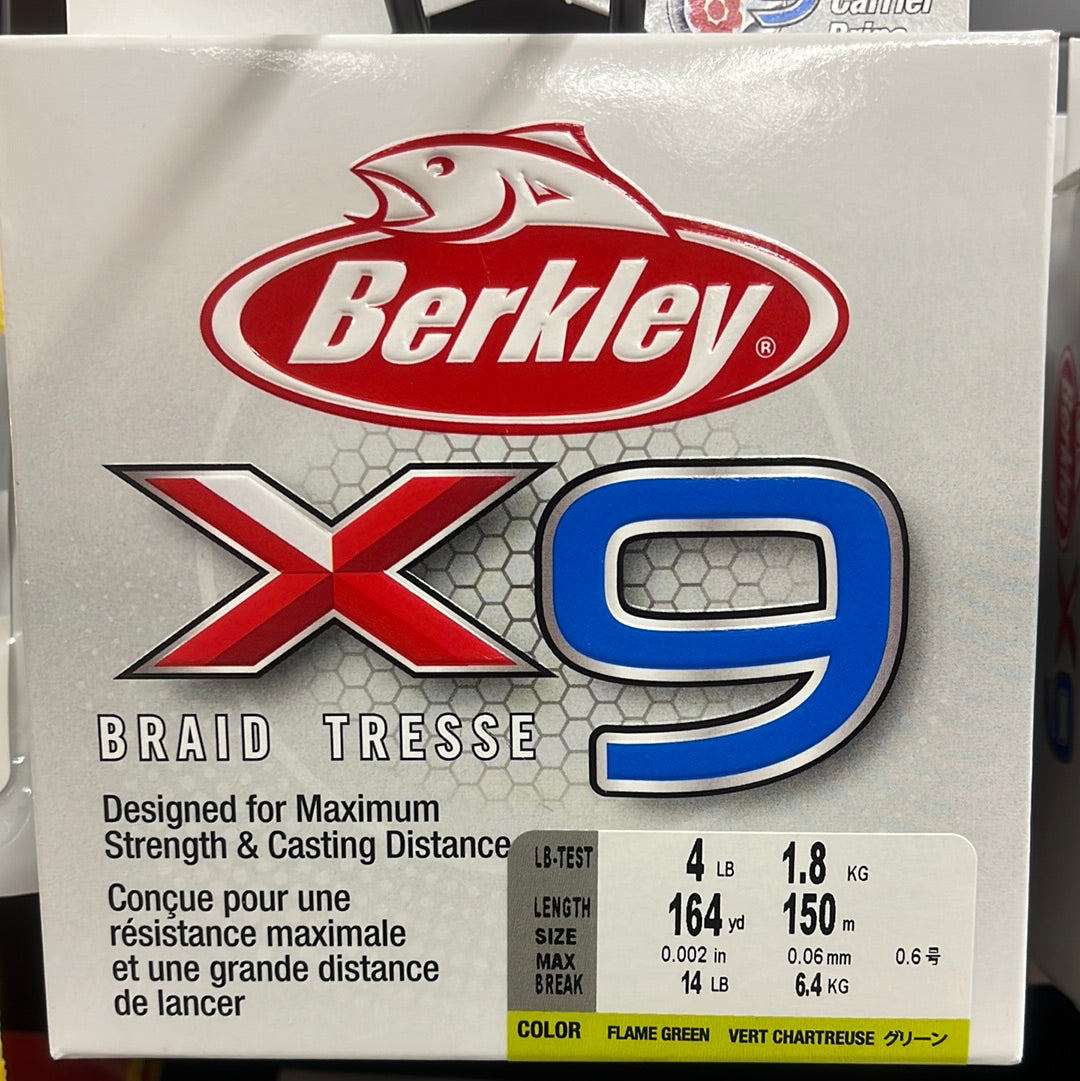 Carrier
Berkley®
X9
BRAID TRESSE
Designed for Maximum
Strength & Casting Distance
Conçue pour une
résistance maximale
et une grande distance
de lancer
LB-TEST 4 LB 1.8 KG
LENGTH 164 yd 150 m
SIZE 0.002 in 0.06 mm 0.6号
MAX
BREAK 14 LB 6.4 KG
COLOR FLAME GREEN VERT CHARTREUSE グリーン